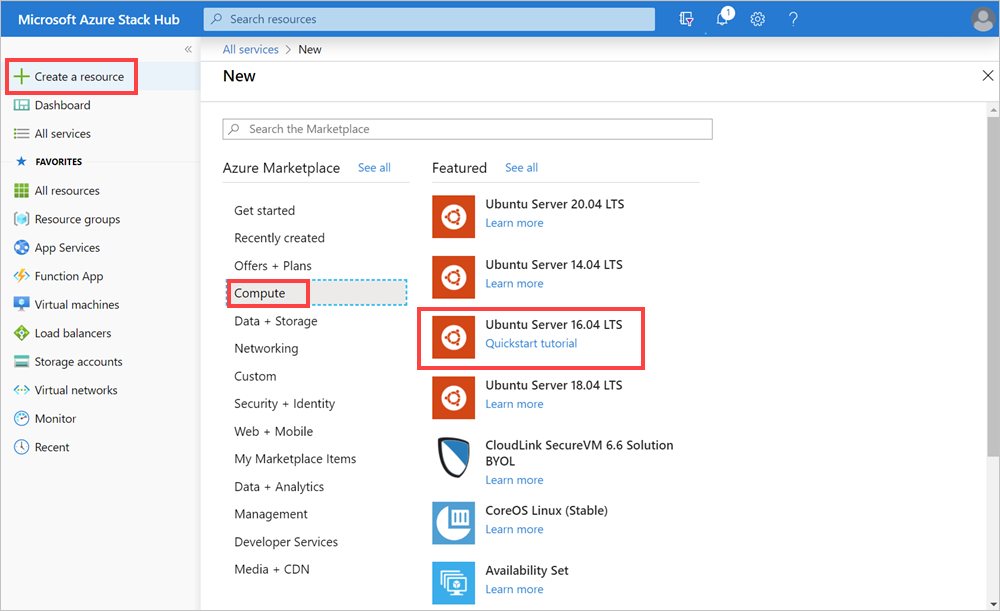 Microsoft Azure Stack Hub
Search resources
1
?
«
All services > New
Create a resource
New
Dashboard
All services
Search the Marketplace
FAVORITES
Azure Marketplace See all
Featured See all
All resources
Resource groups
App Services
Function App
Virtual machines
Load balancers
Storage accounts
Virtual networks
Monitor
Recent
Get started
Recently created
Offers + Plans
Compute
Data + Storage
Networking
Custom
Security + Identity
Web + Mobile
My Marketplace Items
Data + Analytics
Management
Developer Services
Media + CDN
Ubuntu Server 20.04 LTS
Learn more
Ubuntu Server 14.04 LTS
Learn more
Ubuntu Server 16.04 LTS
Quickstart tutorial
Ubuntu Server 18.04 LTS
Learn more
CloudLink SecureVM 6.6 Solution
BYOL
Learn more
CoreOS Linux (Stable)
Learn more
Availability Set
Learn more